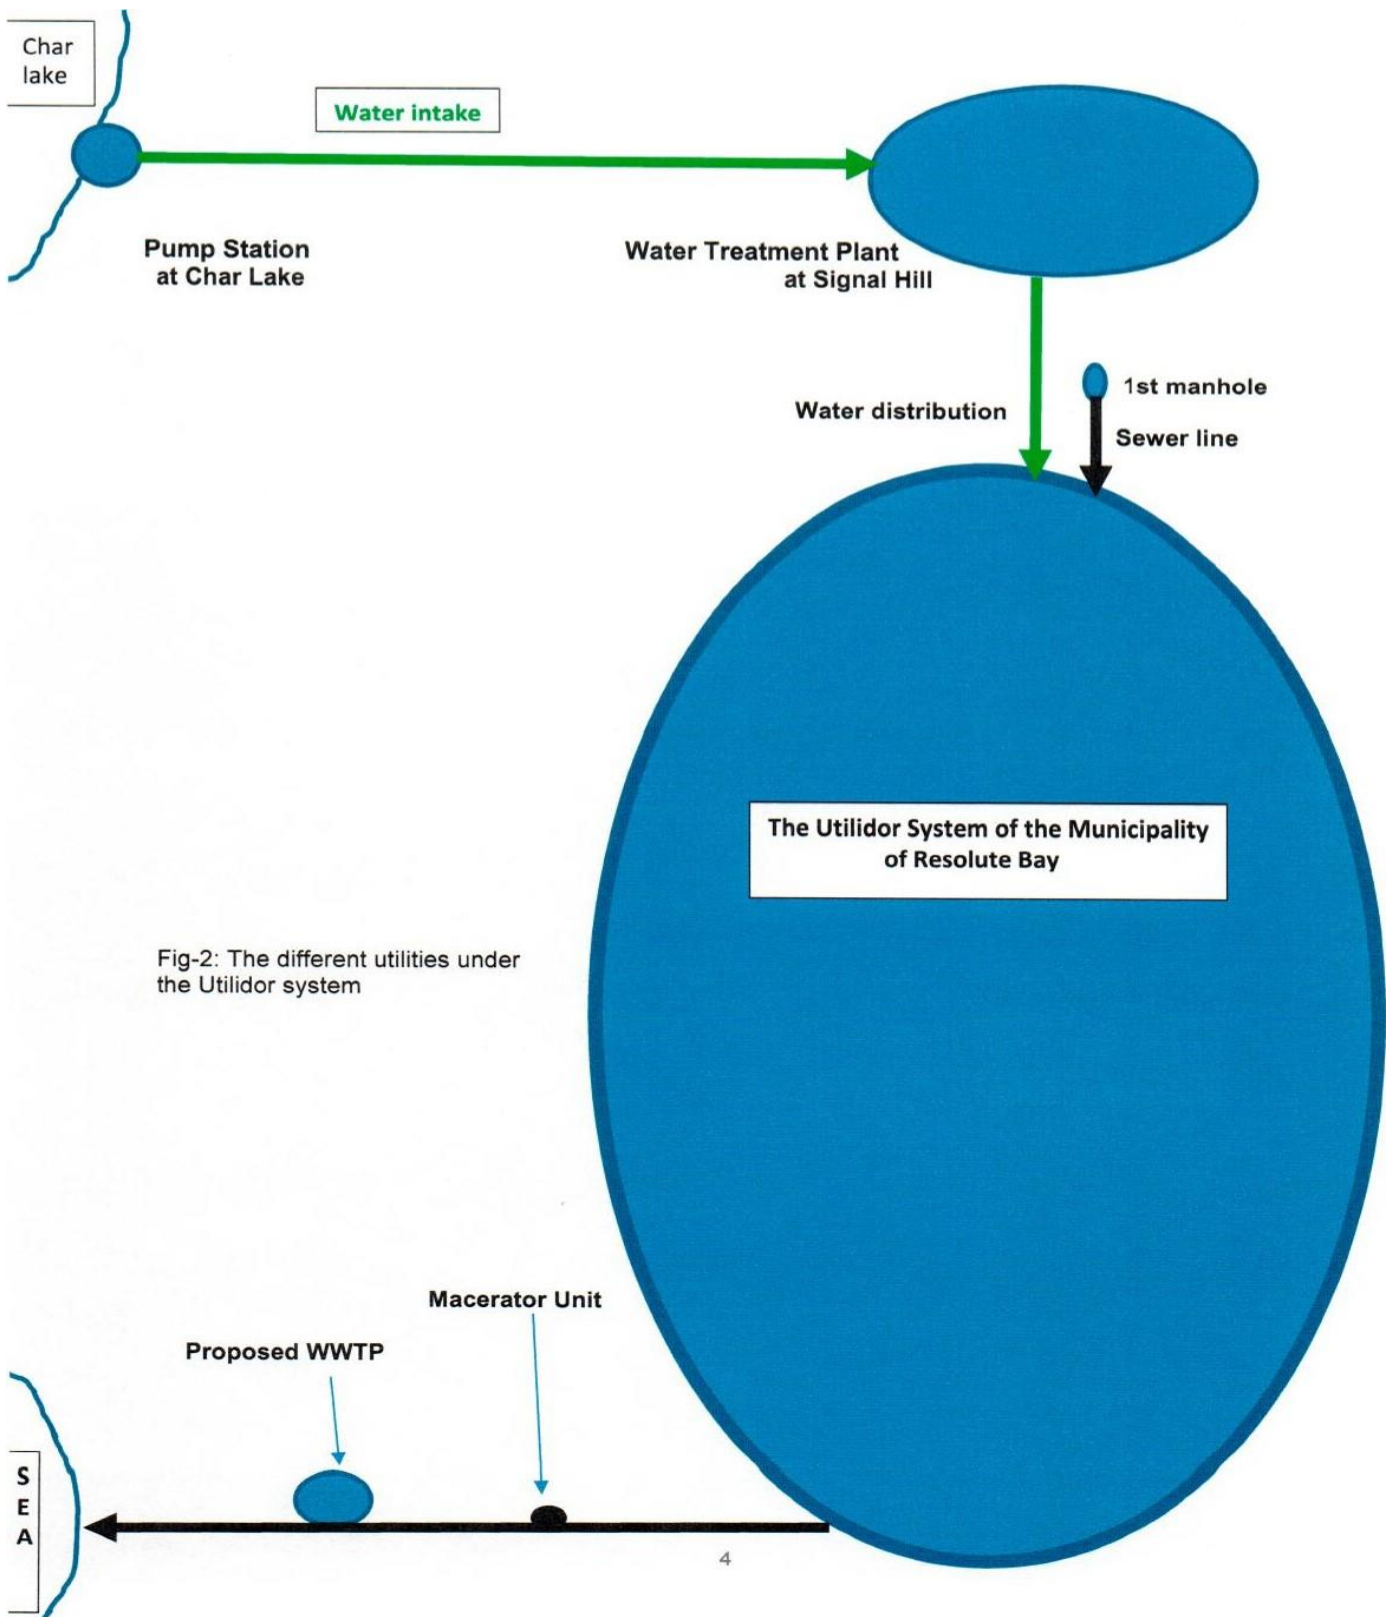 Char
lake
Water intake
Pump Station
at Char Lake
Water Treatment Plant
at Signal Hill
1st manhole
Water distribution
Sewer line
The Utilidor System of the Municipality
of Resolute Bay
Fig-2: The different utilities under
the Utilidor system
Macerator Unit
Proposed WWTP
S
E
A
4